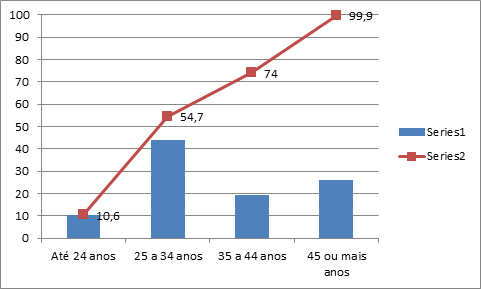 100
90
80
70
60
50
40
30
20
10
0
99,9
74
54,7
10,6
Até 24 anos
25 a 34 anos
35 a 44 anos
45 ou mais
anos
Series1
Series2